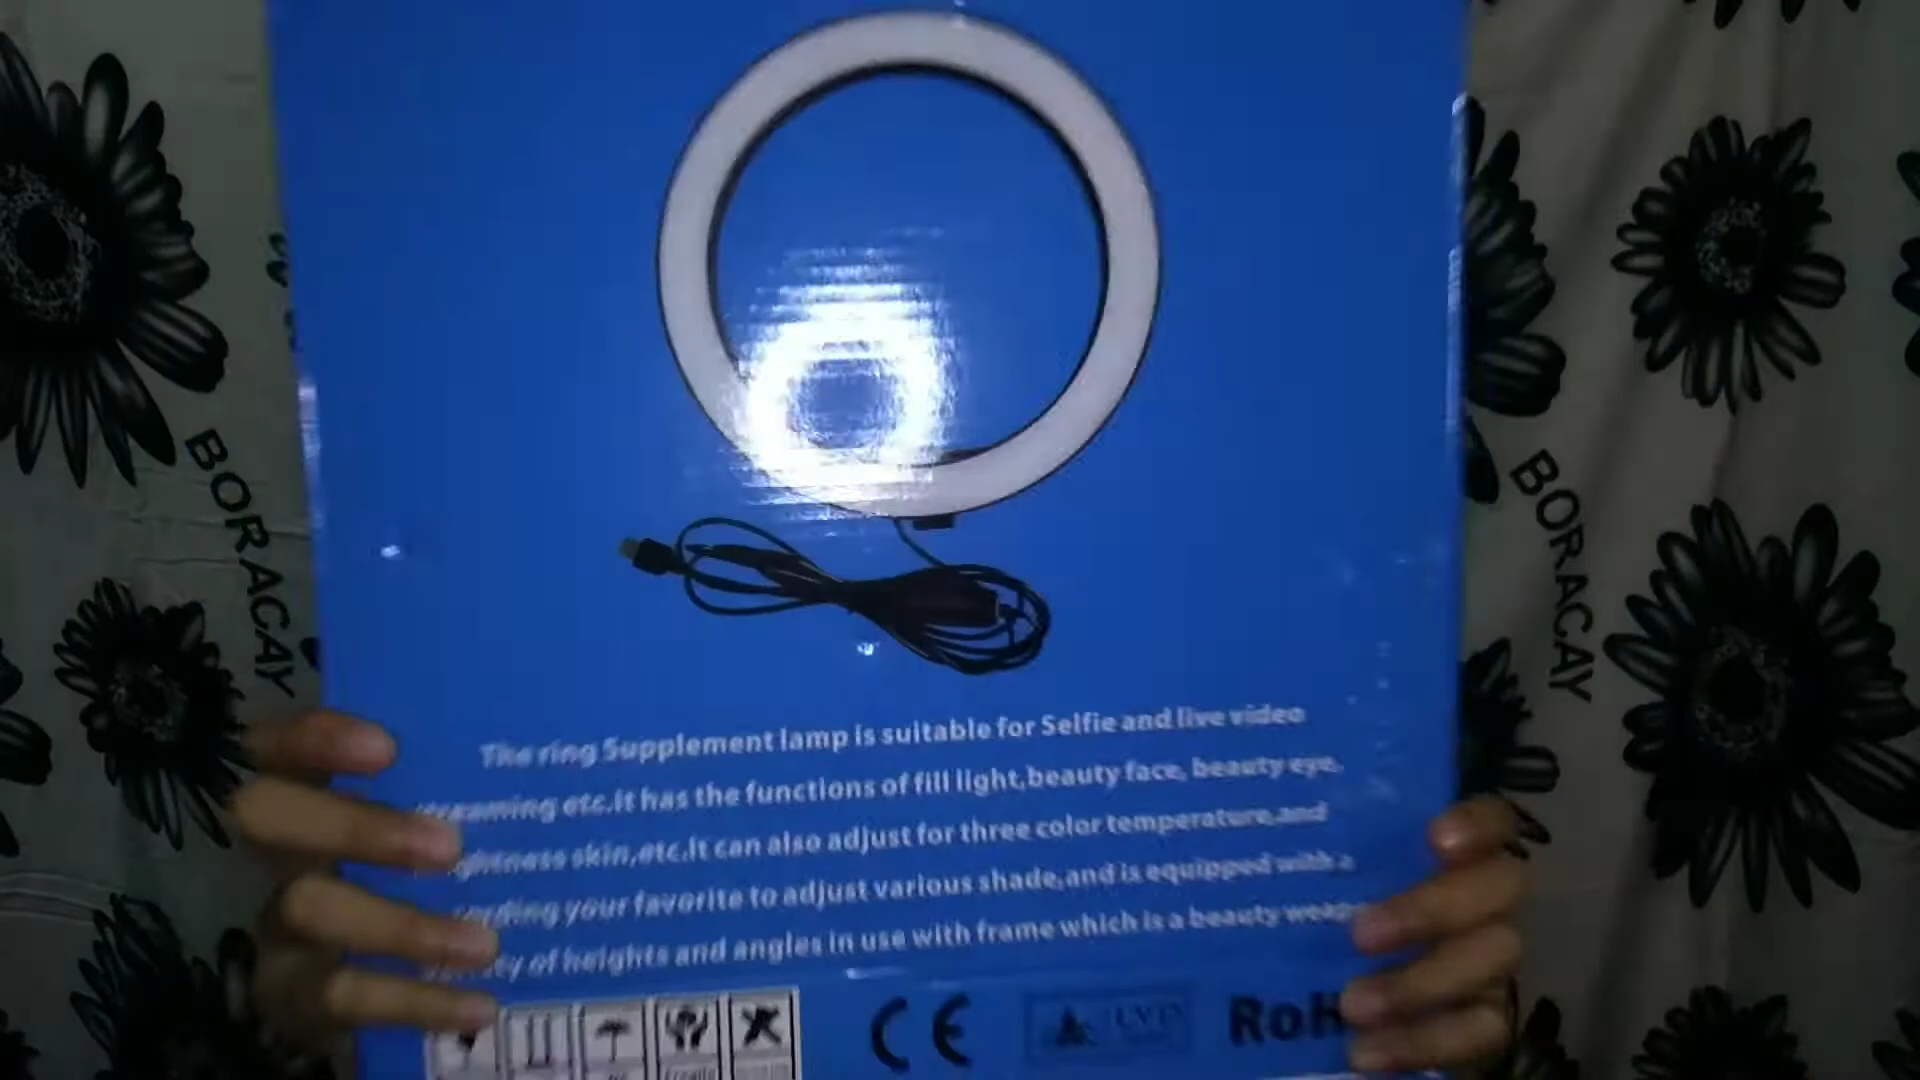 BORACAY
BORACAY
The ring Supplement lamp is suitable for Selfie and live video
etc.it has the functions of fill light,beauty face, beauty eye,
skin,etc.It can also adjust for three color temperature,and
your favorite to adjust various shade,and is equipped with a
of heights and angles in use with frame which is a beauty
CE
Fragile